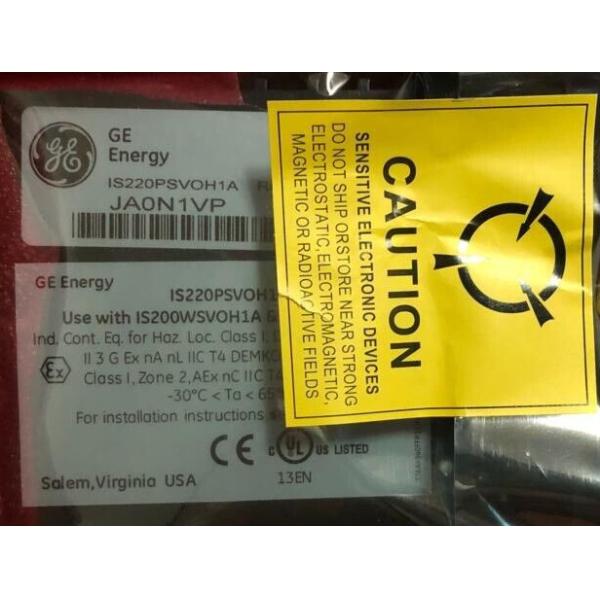 GE
GE
Energy
IS220PSVOH1A
JA0N1VP
GE Energy
IS220PSVOH1
Use with IS200WSVOH1A &
Ind. Cont. Eq. for Haz. Loc. Class I,
II 3 G Ex nA nL IIC T4 DEMKO
Ex
Class I, Zone 2, AEx nC IIC T4
-30°C < Ta < 65
For installation instructions s
CE
c UL US LISTED
Salem, Virginia USA
13EN
CAUTION
SENSITIVE ELECTRONIC DEVICES
DO NOT SHIP OR STORE NEAR STRONG
ELECTROSTATIC, ELECTROMAGNETIC,
MAGNETIC OR RADIOACTIVE FIELDS